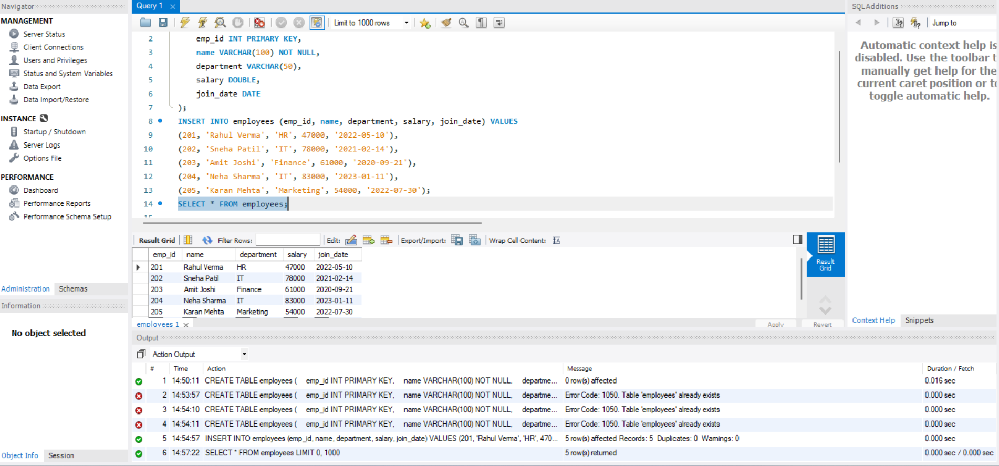 Navigator
MANAGEMENT
Server Status
Client Connections
Users and Privileges
Status and System Variables
Data Export
Data Import/Restore
INSTANCE
Startup / Shutdown
Server Logs
Options File
PERFORMANCE
Dashboard
Performance Reports
Performance Schema Setup
Administration Schemas
Information
No object selected
Object Info Session
Query 1
Limit to 1000 rows
2 emp_id INT PRIMARY KEY,
3 name VARCHAR(100) NOT NULL,
4 department VARCHAR(50),
5 salary DOUBLE,
6 join_date DATE
7 );
8 INSERT INTO employees (emp_id, name, department, salary, join_date) VALUES
9 (201, 'Rahul Verma', 'HR', 47000, '2022-05-10'),
10 (202, 'Sneha Patil', 'IT', 78000, '2021-02-14'),
11 (203, 'Amit Joshi', 'Finance', 61000, '2020-09-21'),
12 (204, 'Neha Sharma', 'IT', 83000, '2023-01-11'),
13 (205, 'Karan Mehta', 'Marketing', 54000, '2022-07-30');
14 SELECT * FROM employees;
Result Grid Filter Rows: Edit: Export/Import: Wrap Cell Content:
emp_id name department salary join_date
201 Rahul Verma HR 47000 2022-05-10
202 Sneha Patil IT 78000 2021-02-14
203 Amit Joshi Finance 61000 2020-09-21
204 Neha Sharma IT 83000 2023-01-11
205 Karan Mehta Marketing 54000 2022-07-30
Result
Grid
employees 1 Apply Revert
Output
Action Output
# Time Action Message Duration / Fetch
1 14:50:11 CREATE TABLE employees ( emp_id INT PRIMARY KEY, name VARCHAR(100) NOT NULL, departme... 0 row(s) affected 0.016 sec
2 14:53:57 CREATE TABLE employees ( emp_id INT PRIMARY KEY, name VARCHAR(100) NOT NULL, departme... Error Code: 1050. Table 'employees' already exists 0.000 sec
3 14:54:10 CREATE TABLE employees ( emp_id INT PRIMARY KEY, name VARCHAR(100) NOT NULL, departme... Error Code: 1050. Table 'employees' already exists 0.000 sec
4 14:54:11 CREATE TABLE employees ( emp_id INT PRIMARY KEY, name VARCHAR(100) NOT NULL, departme... Error Code: 1050. Table 'employees' already exists 0.000 sec
5 14:54:57 INSERT INTO employees (emp_id, name, department, salary, join_date) VALUES (201, 'Rahul Verma', 'HR', 470... 5 row(s) affected Records: 5 Duplicates: 0 Warnings: 0 0.000 sec
6 14:57:22 SELECT * FROM employees LIMIT 0, 1000 5 row(s) returned 0.000 sec / 0.000 sec
SQLAdditions
Jump to
Automatic context help is
disabled. Use the toolbar t
manually get help for the
current caret position or to
toggle automatic help.
Context Help Snippets